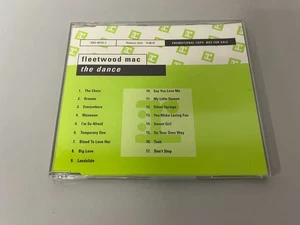 PROMOTIONAL COPY - NOT FOR SALE
fleetwood mac
the dance
1. The Chain
2. Dreams
3. Everywhere
4. Rhiannon
5. I'm So Afraid
6. Temporary One
7. Bleed To Love Her
8. Big Love
9. Landslide
10. Say You Love Me
11. My Little Demon
12. Silver Springs
13. You Make Loving Fun
14. Sweet Girl
15. Go Your Own Way
16. Tusk
17. Don't Stop